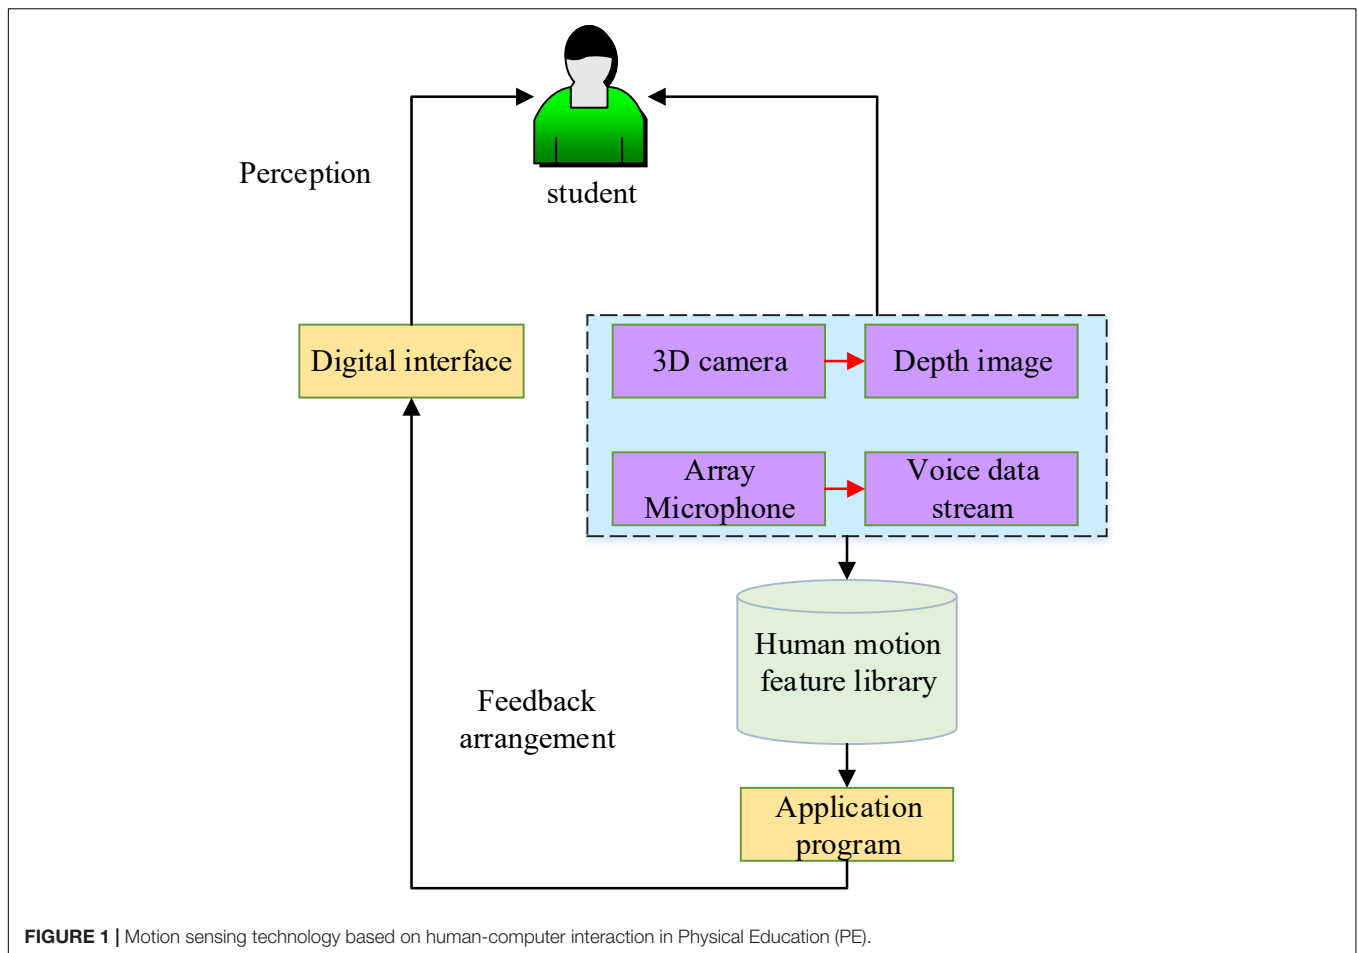 student
Perception
Digital interface
3D camera
Depth image
Array
Microphone
Voice data
stream
Human motion
feature library
Feedback
arrangement
Application
program
FIGURE 1 | Motion sensing technology based on human-computer interaction in Physical Education (PE).